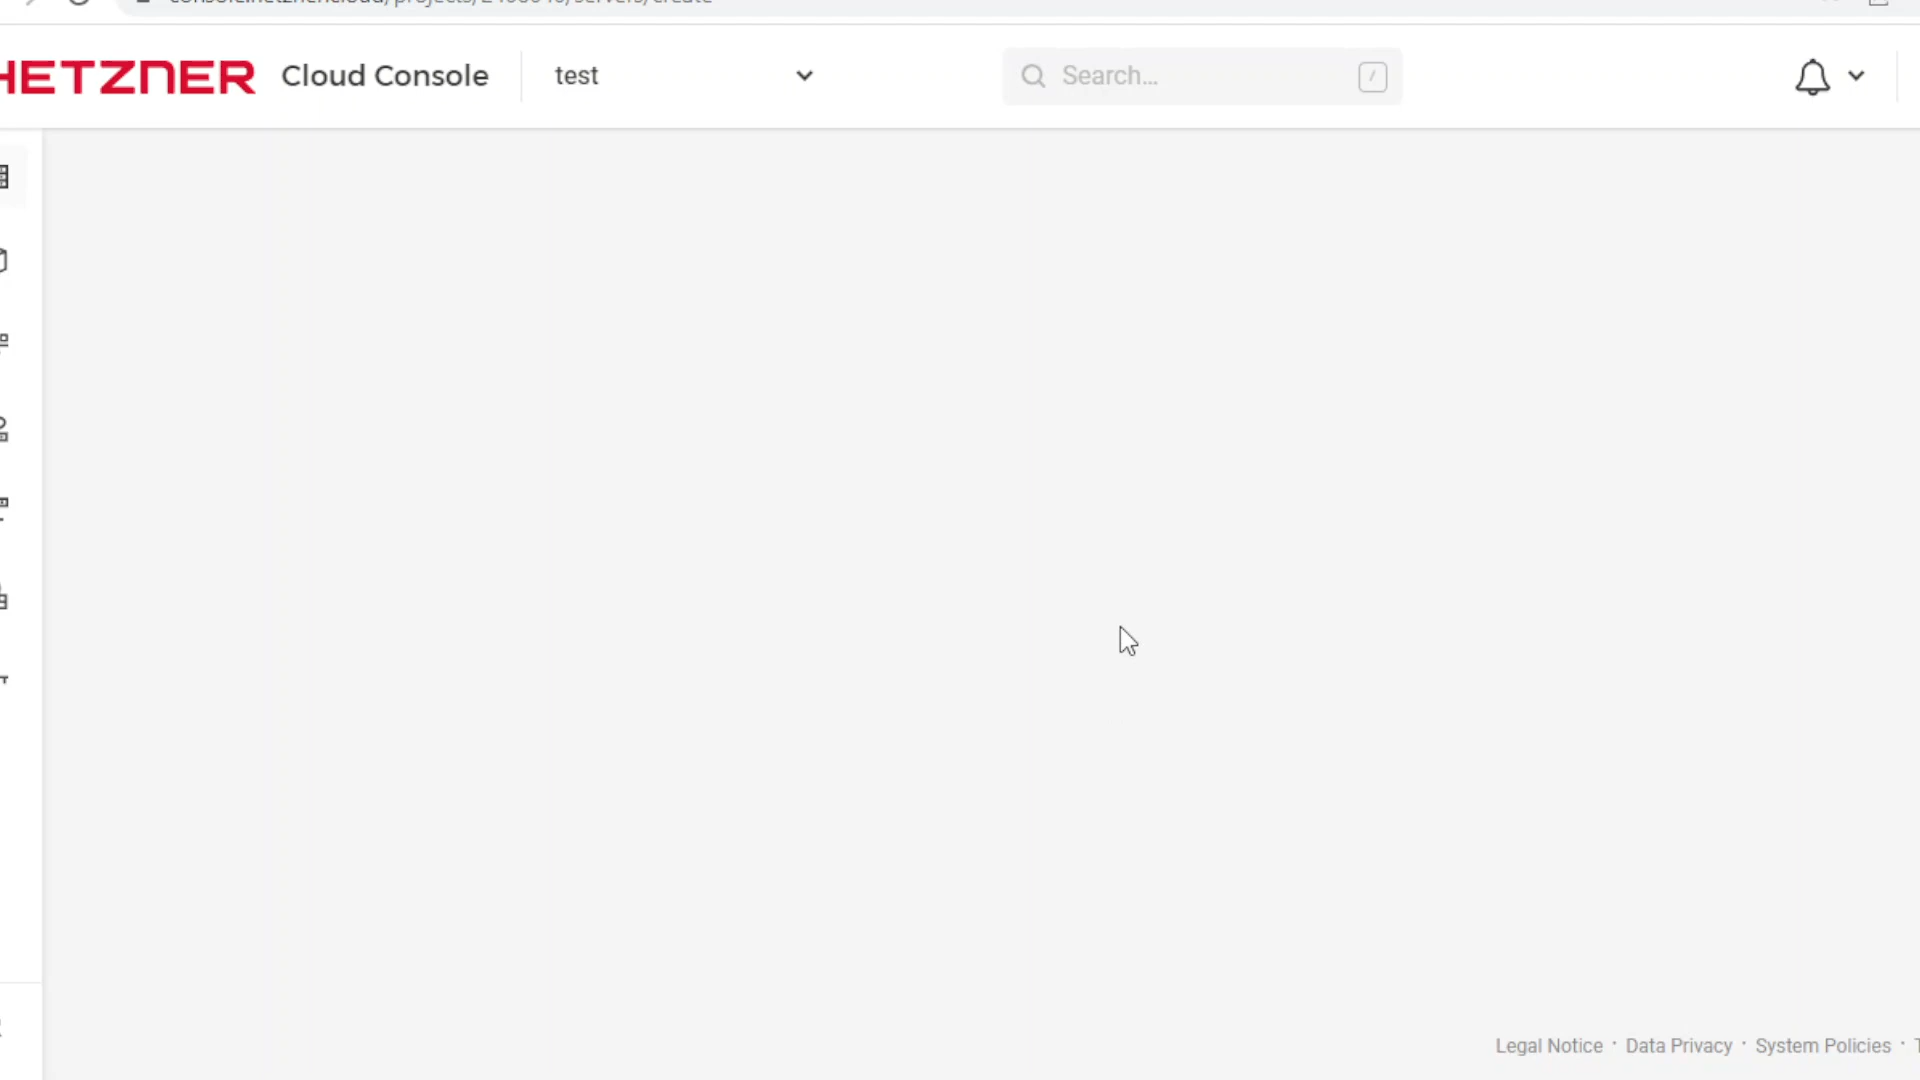 HETZNER Cloud Console
test
Search...
/
Legal Notice · Data Privacy · System Policies ·